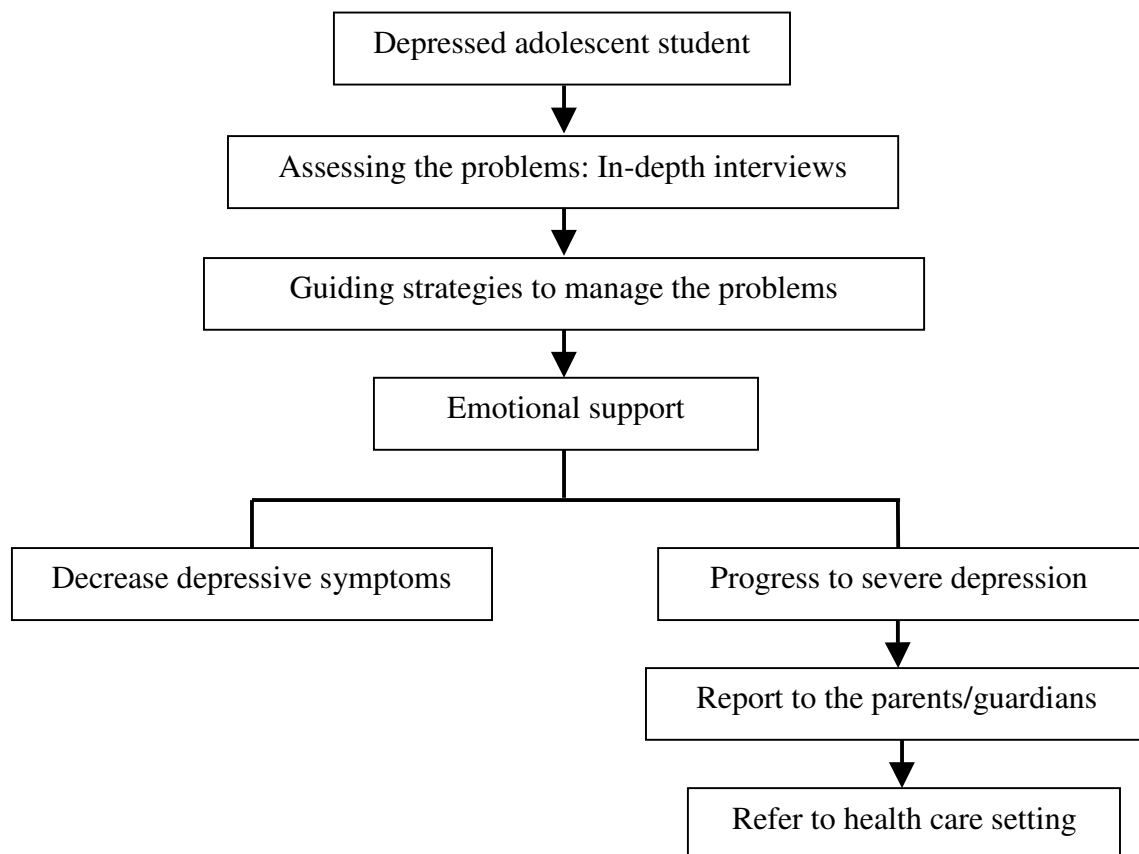 Depressed adolescent student
Assessing the problems: In-depth interviews
Guiding strategies to manage the problems
Emotional support
Decrease depressive symptoms
Progress to severe depression
Report to the parents/guardians
Refer to health care setting